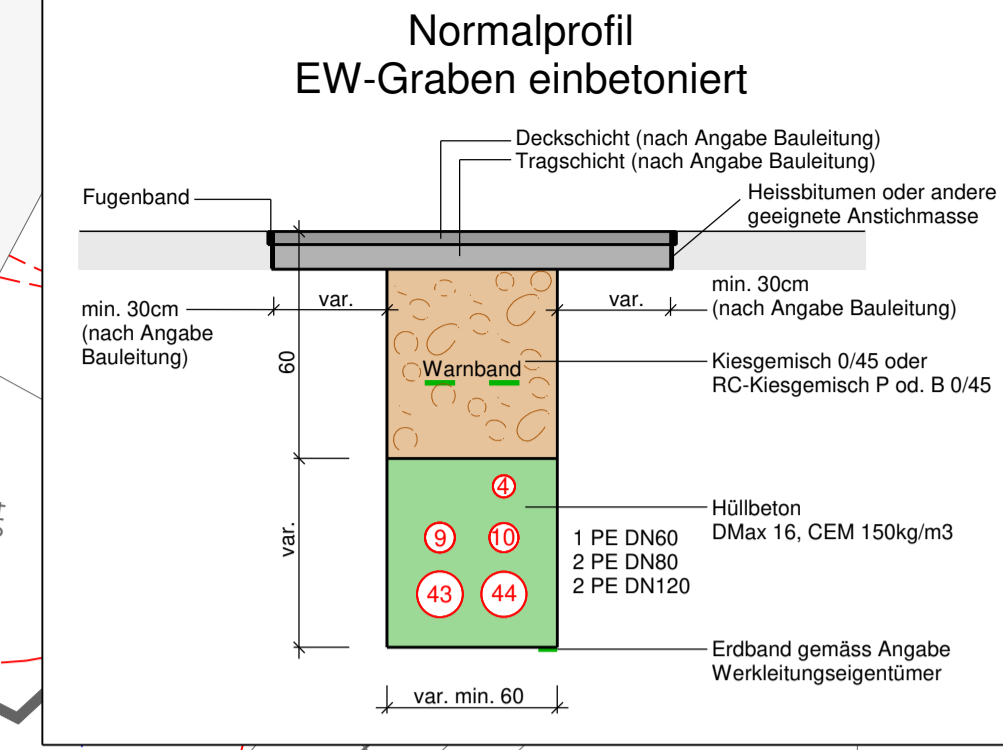 Normalprofil
EW-Graben einbetoniert
Deckschicht (nach Angabe Bauleitung)
Tragschicht (nach Angabe Bauleitung)
Fugenband
Heissbitumen oder andere
geeignete Anstichmasse
min. 30cm
(nach Angabe
Bauleitung)
var.
var.
min. 30cm
(nach Angabe Bauleitung)
60
Warnband
Kiesgemisch 0/45 oder
RC-Kiesgemisch P od. B 0/45
var.
4
9
10
43
44
1 PE DN60
2 PE DN80
2 PE DN120
Hüllbeton
DMax 16, CEM 150kg/m3
Erdband gemäss Angabe
Werkleitungseigentümer
var. min. 60